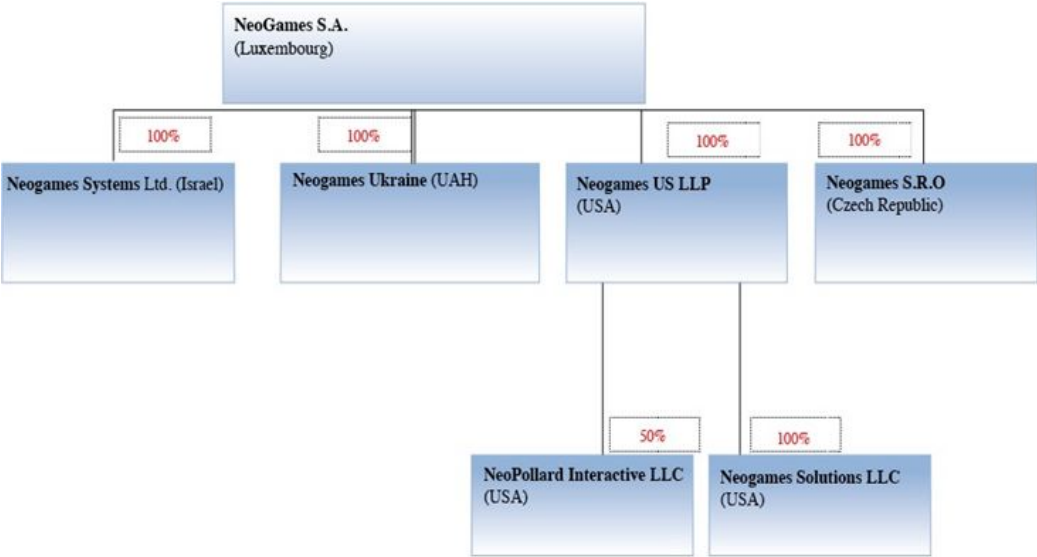 NeoGames S.A.
(Luxembourg)
100%
100%
100%
100%
Neogames Systems Ltd. (Israel)
Neogames Ukraine (UAH)
Neogames US LLP
(USA)
Neogames S.R.O
(Czech Republic)
50%
100%
NeoPollard Interactive LLC
(USA)
Neogames Solutions LLC
(USA)